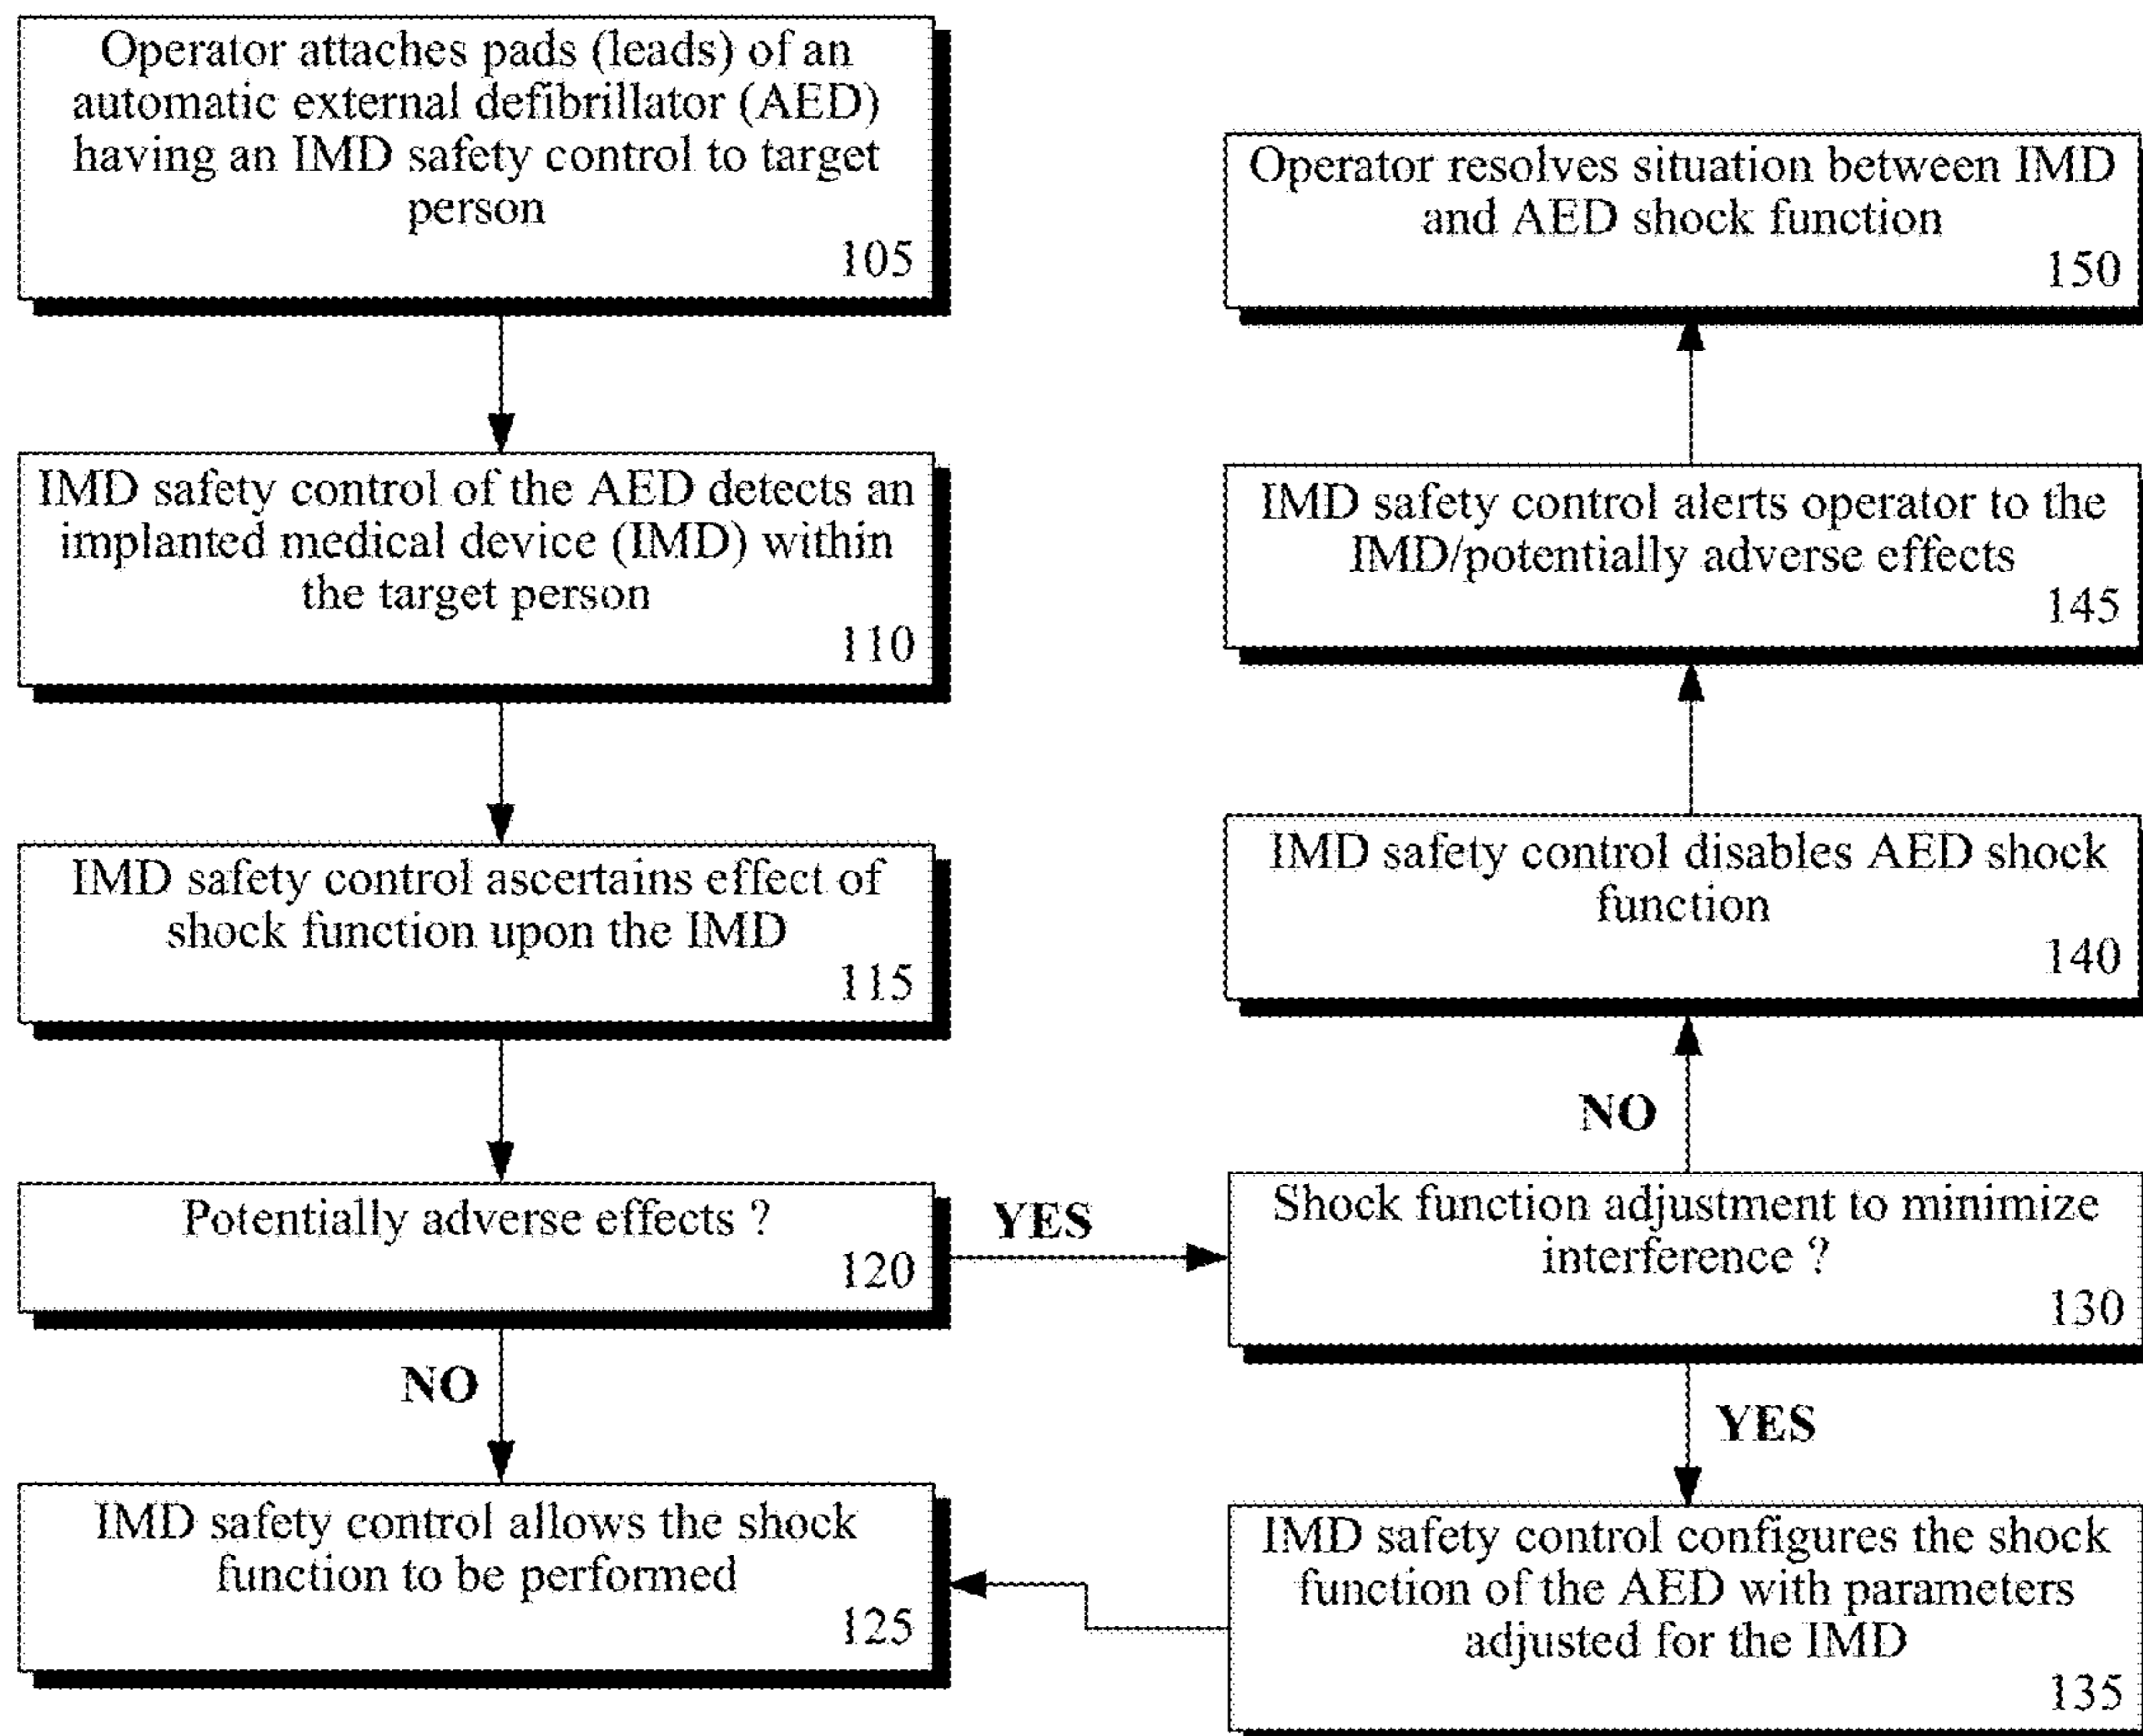 Operator attaches pads (leads) of an
automatic external defibrillator (AED)
having an IMD safety control to target
person
105
IMD safety control of the AED detects an
implanted medical device (IMD) within
the target person
110
IMD safety control ascertains effect of
shock function upon the IMD
115
Potentially adverse effects ?
120
YES
NO
IMD safety control allows the shock
function to be performed
125
Operator resolves situation between IMD
and AED shock function
150
IMD safety control alerts operator to the
IMD/potentially adverse effects
145
IMD safety control disables AED shock
function
140
NO
Shock function adjustment to minimize
interference ?
130
YES
IMD safety control configures the shock
function of the AED with parameters
adjusted for the IMD
135